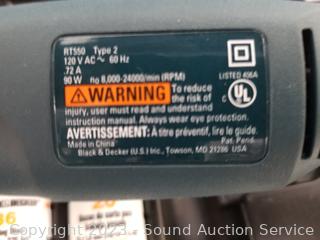 RT550 Type 2
120 V AC ~ 60 Hz
.72 A
90 W no 8,000-24000/min (RPM)
LISTED 406A
C UL
WARNING To reduce
the risk of
injury, user must read and understand
instruction manual. Always wear eye protection.
AVERTISSEMENT: À titre préventif, lire le guide.
Made in China
Pat. Pend.
Black & Decker (U.S.) Inc., Towson, MD 21286 USA
Copyright 2023 - Sound Auction Service